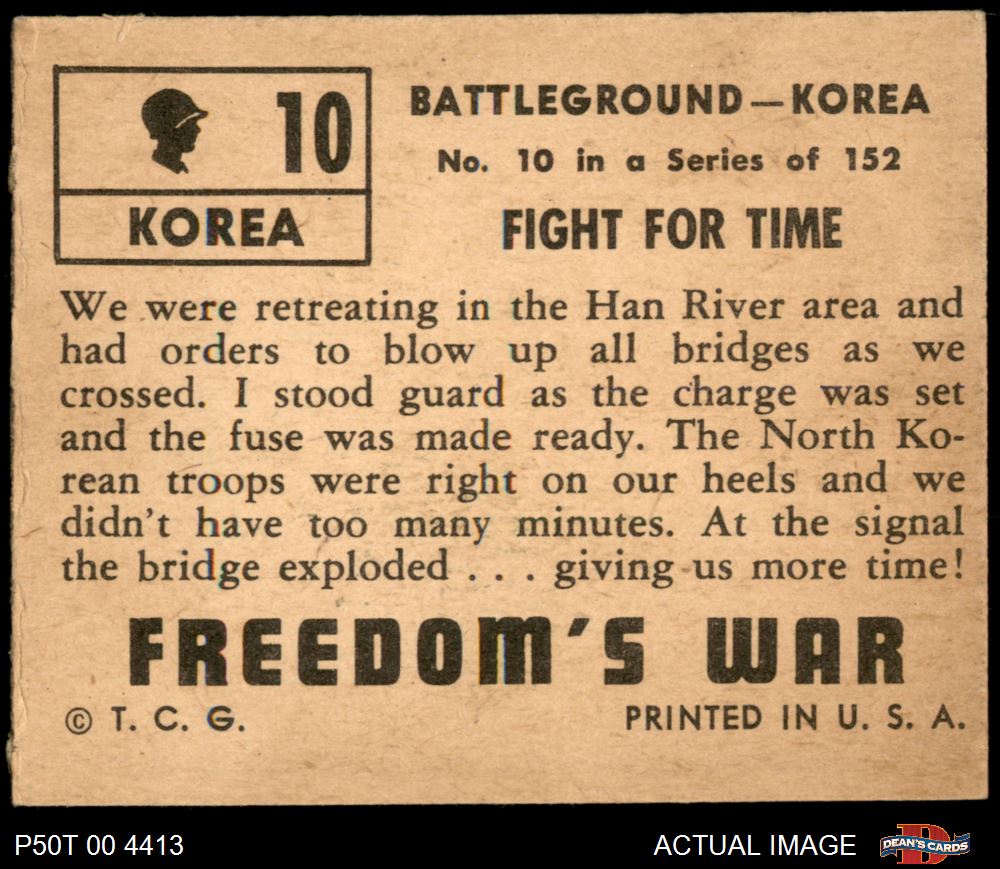 10
KOREA
BATTLEGROUND—KOREA
No. 10 in a Series of 152
FIGHT FOR TIME
We were retreating in the Han River area and
had orders to blow up all bridges as we
crossed. I stood guard as the charge was set
and the fuse was made ready. The North Ko-
rean troops were right on our heels and we
didn't have too many minutes. At the signal
the bridge exploded . . . giving us more time!
FREEDOM'S WAR
© T. C. G.
PRINTED IN U. S. A.
P50T 00 4413
ACTUAL IMAGE
D
DEAN'S CARDS